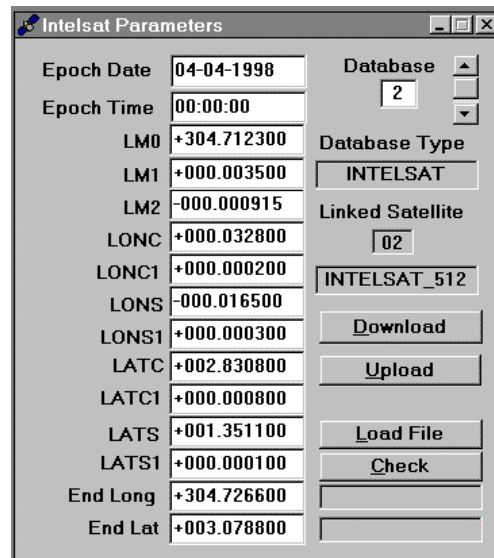 Intelsat Parameters
Epoch Date 04-04-1998
Epoch Time 00:00:00
LM0 +304.712300
LM1 +000.003500
LM2 -000.000915
LONC +000.032800
LONC1 +000.000200
LONS -000.016500
LONS1 +000.000300
LATC +002.830800
LATC1 +000.000800
LATS +001.351100
LATS1 +000.000100
End Long +304.726600
End Lat +003.078800
Database
2
Database Type
INTELSAT
Linked Satellite
02
INTELSAT_512
Download
Upload
Load File
Check